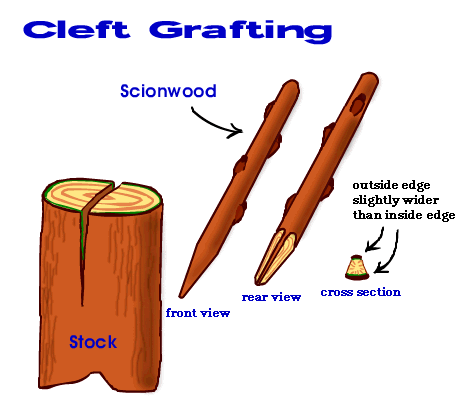 Cleft Grafting
Scionwood
outside edge
slightly wider
than inside edge
rear view
cross section
front view
Stock